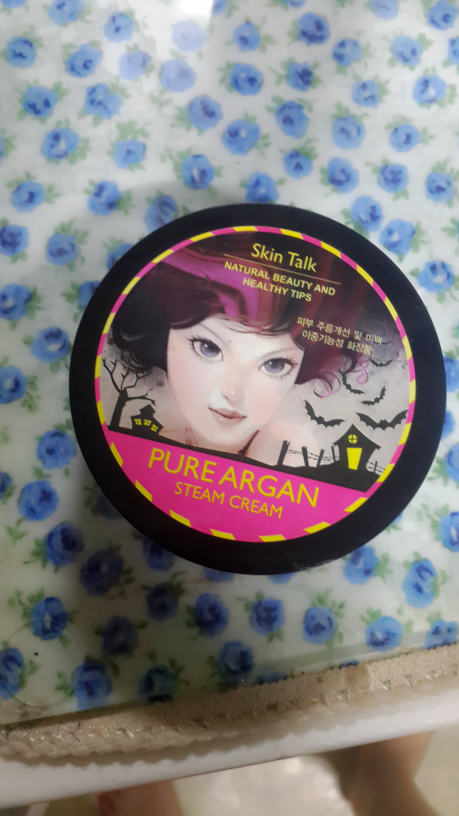 Skin Talk
NATURAL BEAUTY AND
HEALTHY TIPS
피부 주름개선 및 미백
이중기능성 화장품
PURE ARGAN
STEAM CREAM